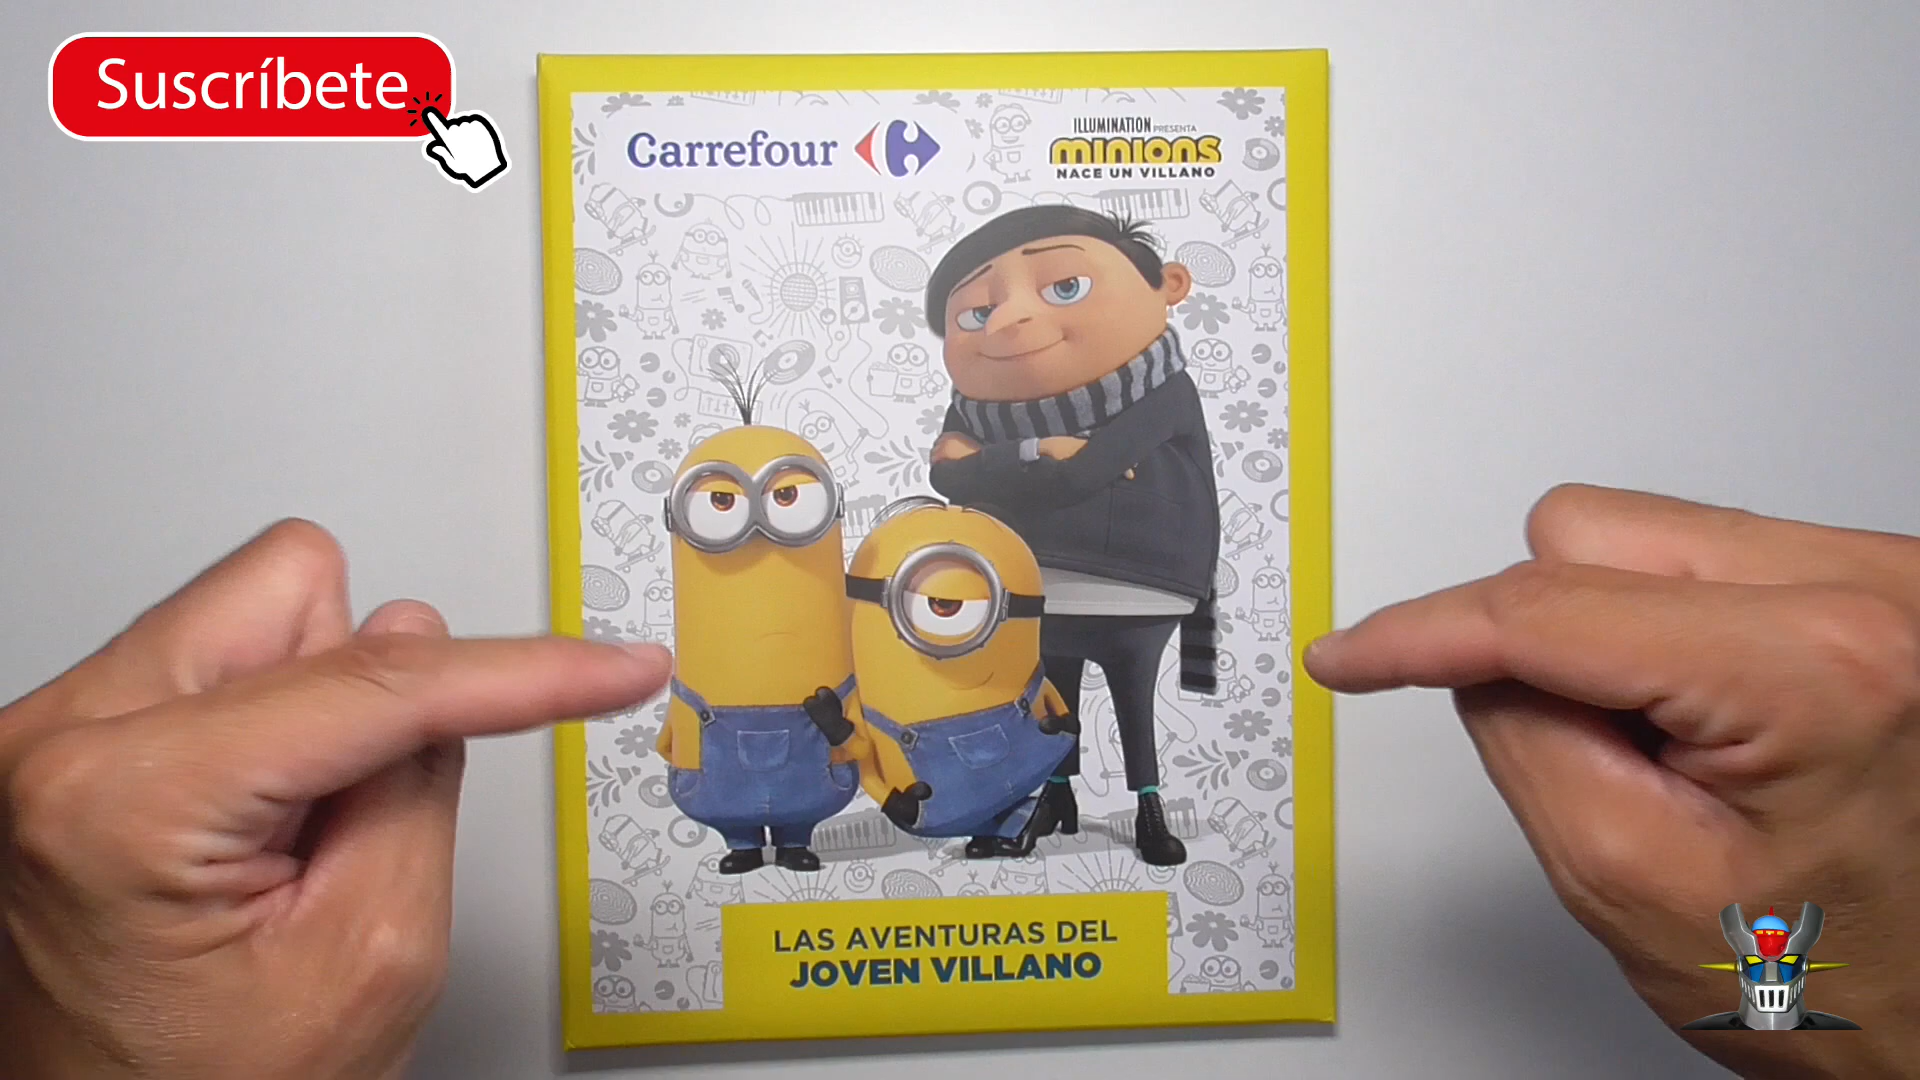 Suscríbete
Carrefour
ILLUMINATION PRESENTA
MINIONS
NACE UN VILLANO
LAS AVENTURAS DEL
JOVEN VILLANO